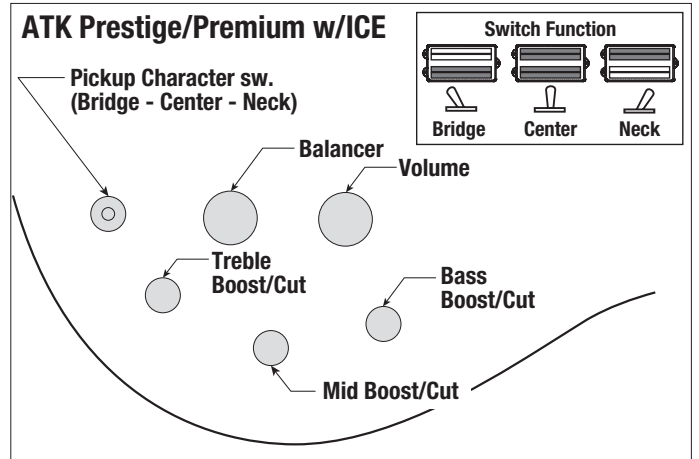 ATK Prestige/Premium w/ICE
Switch Function
Bridge
Center
Neck
Pickup Character sw.
(Bridge - Center - Neck)
Balancer
Volume
Treble
Boost/Cut
Bass
Boost/Cut
Mid Boost/Cut